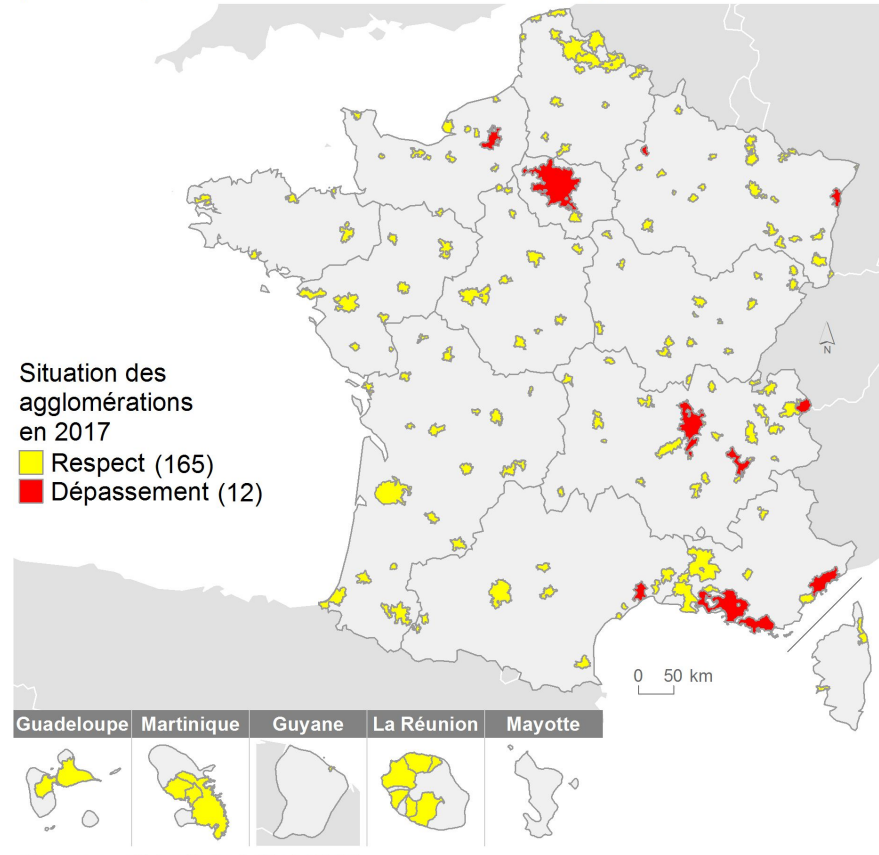 N
Situation des
agglomérations
en 2017
Respect (165)
Dépassement (12)
0 50 km
Guadeloupe Martinique Guyane La Réunion Mayotte